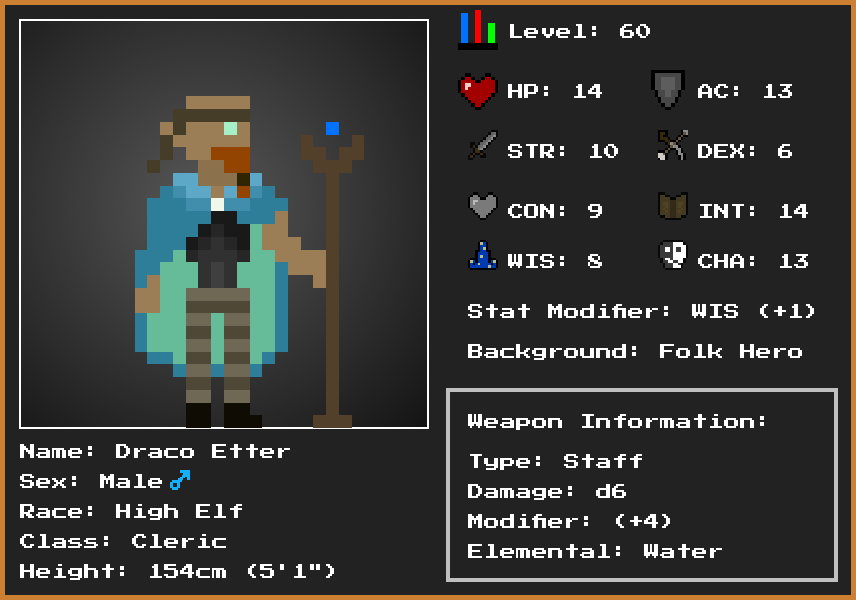 Level: 60
HP: 14 AC: 13
STR: 10 DEX: 6
CON: 9 INT: 14
WIS: 8 CHA: 13
Stat Modifier: WIS (+1)
Background: Folk Hero
Weapon Information:
Type: Staff
Damage: d6
Modifier: (+4)
Elemental: Water
Name: Draco Etter
Sex: Male ♂
Race: High Elf
Class: Cleric
Height: 154cm (5'1")